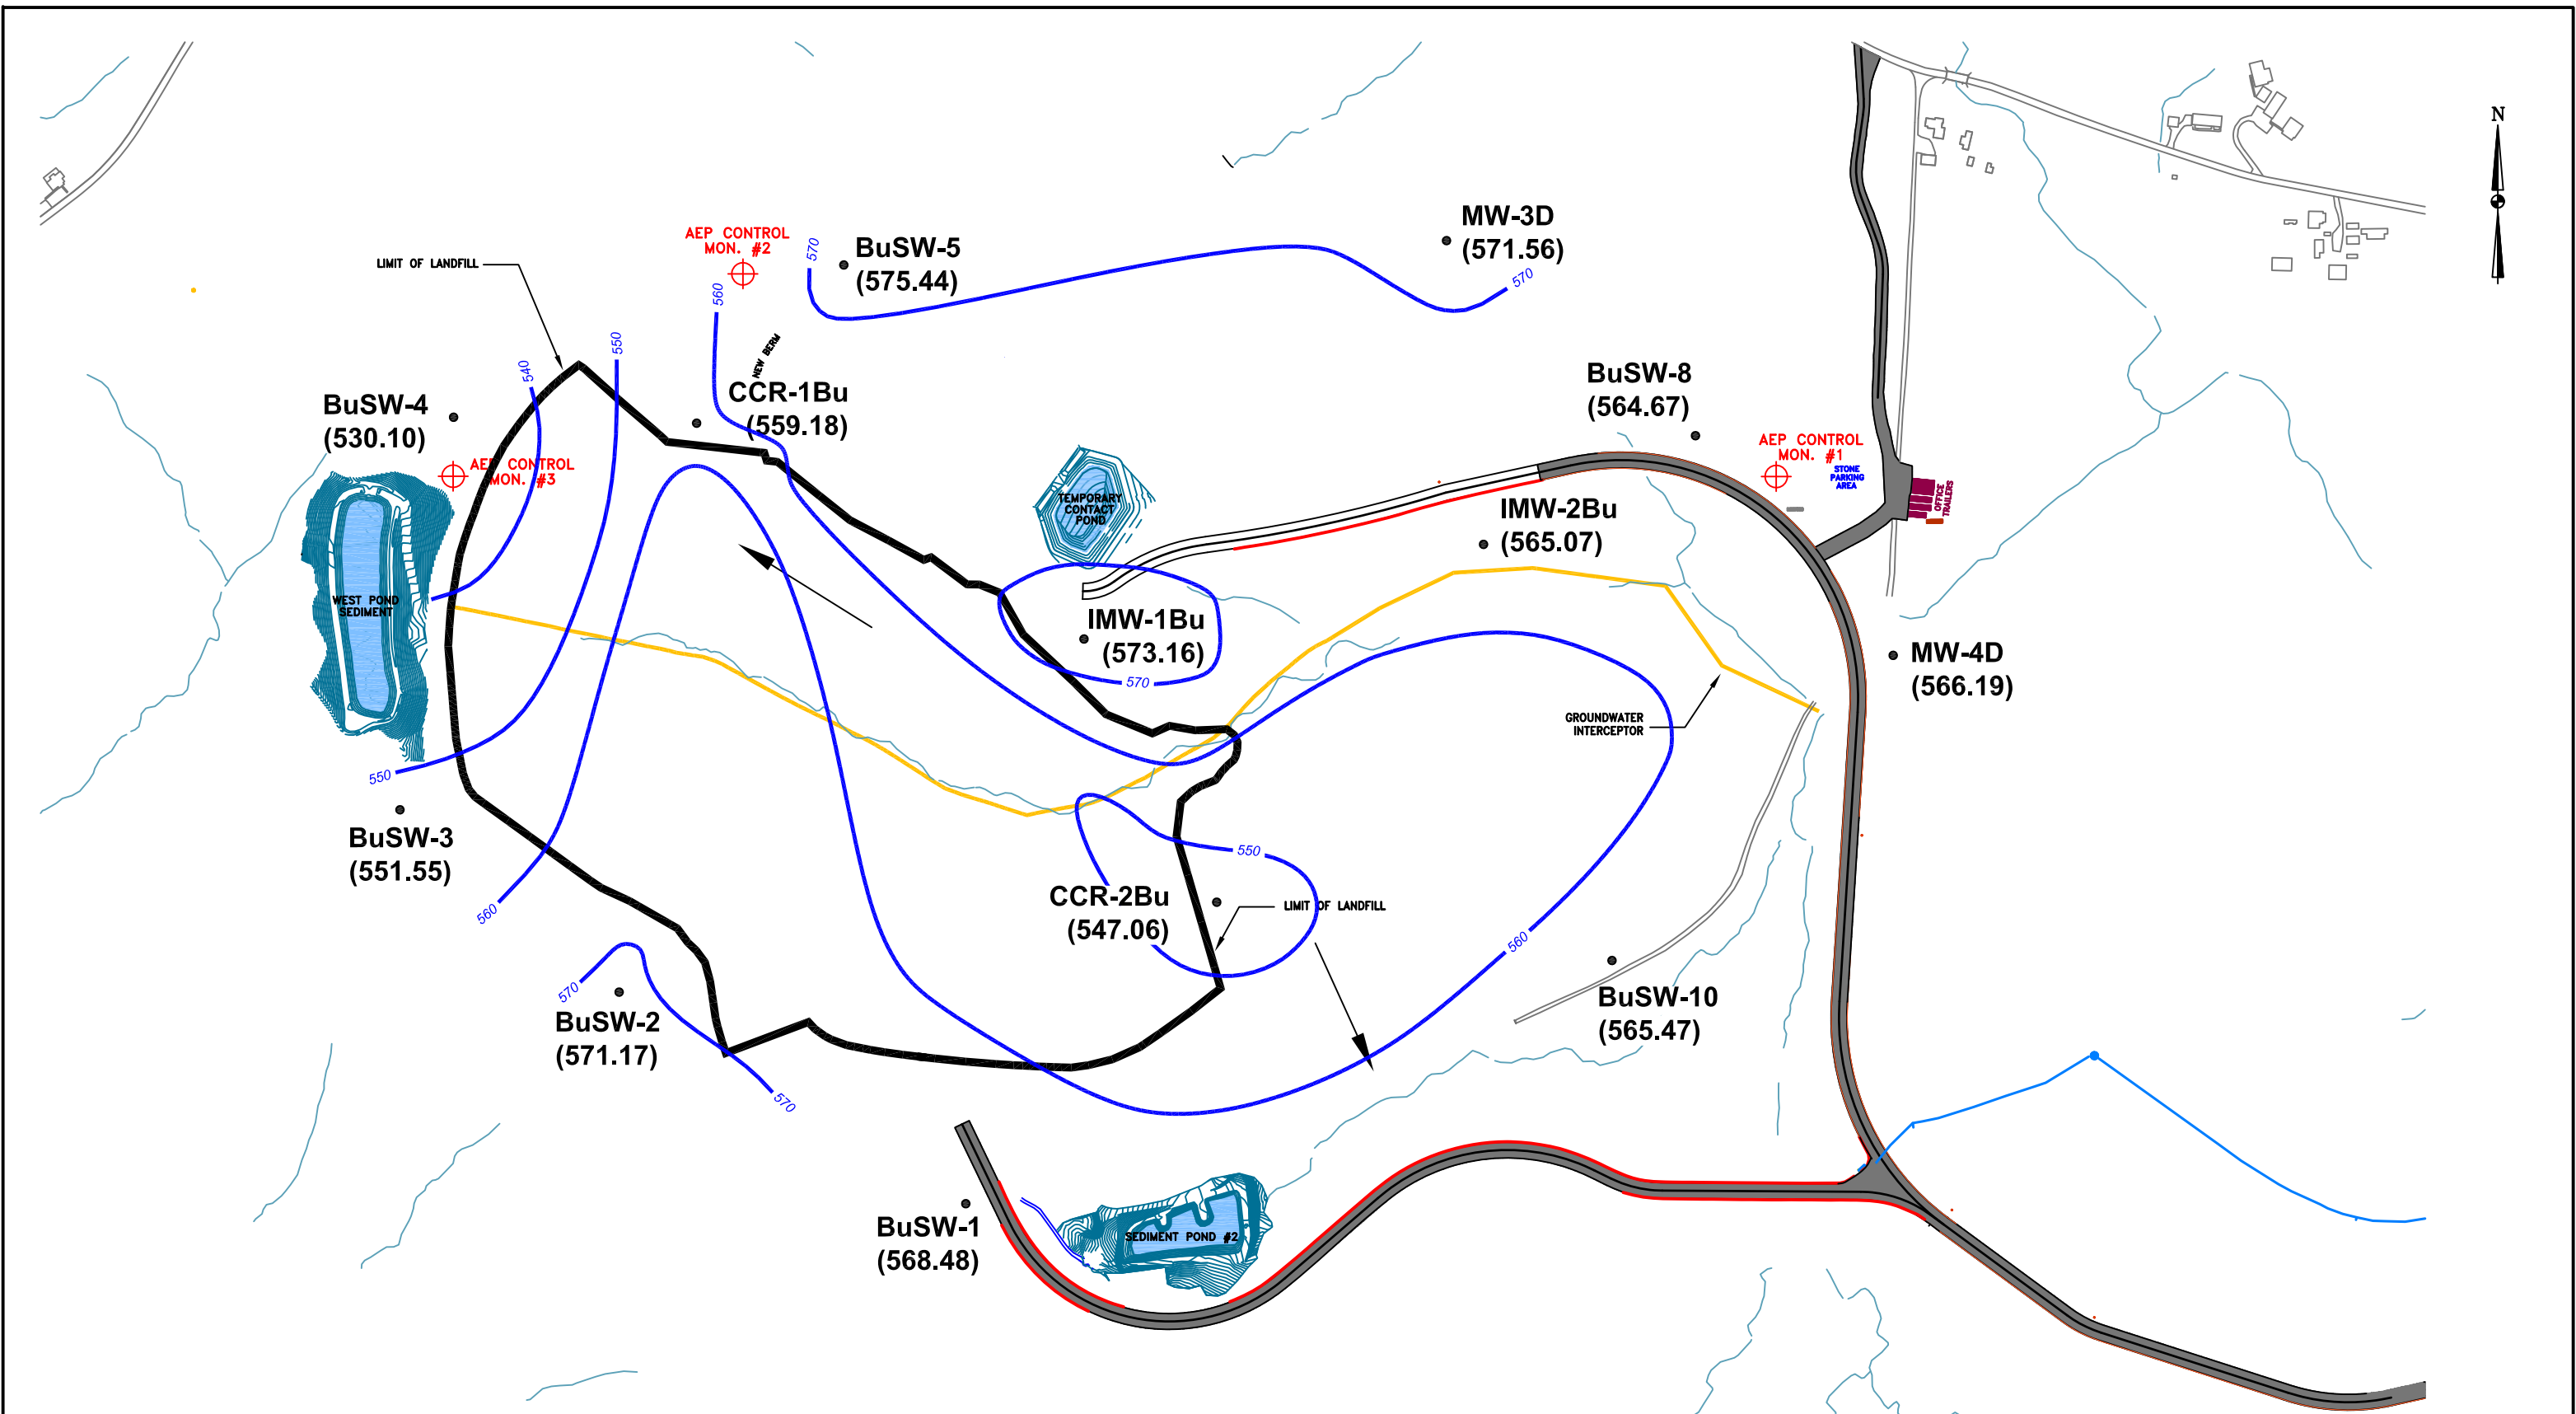 N
MW-3D
(571.56)
AEP CONTROL
MON. #2
BuSW-5
(575.44)
570
LIMIT OF LANDFILL
570
560
550
NEW BERM
540
BuSW-8
(564.67)
CCR-1Bu
(559.18)
BuSW-4
(530.10)
AEP CONTROL
MON. #1
STONE
PARKING
AREA
OFFICE
TRAILERS
AEP CONTROL
MON. #3
TEMPORARY
CONTACT
POND
IMW-2Bu
(565.07)
WEST POND
SEDIMENT
IMW-1Bu
(573.16)
570
MW-4D
(566.19)
GROUNDWATER
INTERCEPTOR
550
BuSW-3
(551.55)
550
CCR-2Bu
(547.06)
LIMIT OF LANDFILL
560
560
570
BuSW-2
(571.17)
BuSW-10
(565.47)
570
BuSW-1
(568.48)
SEDIMENT POND #2